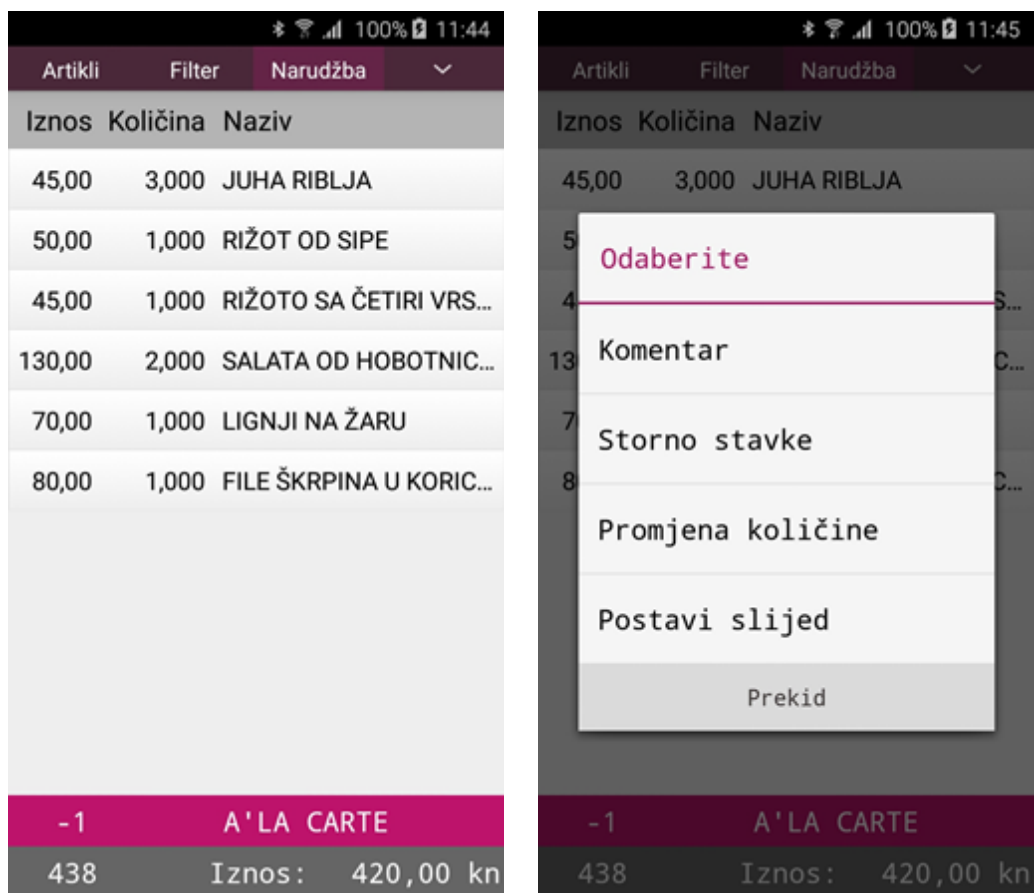 100% 11:44
Artikli Filter Narudžba
Iznos Količina Naziv
45,00 3,000 JUHA RIBLJA
50,00 1,000 RIŽOT OD SIPE
45,00 1,000 RIŽOTO SA ČETIRI VRS...
130,00 2,000 SALATA OD HOBOTNIC...
70,00 1,000 LIGNJI NA ŽARU
80,00 1,000 FILE ŠKRPINA U KORIC...
-1 A'LA CARTE
438 Iznos: 420,00 kn
100% 11:45
Artikli Filter Narudžba
Iznos Količina Naziv
45,00 3,000 JUHA RIBLJA
Odaberite
Komentar
Storno stavke
Promjena količine
Postavi slijed
Prekid
-1 A'LA CARTE
438 Iznos: 420,00 kn